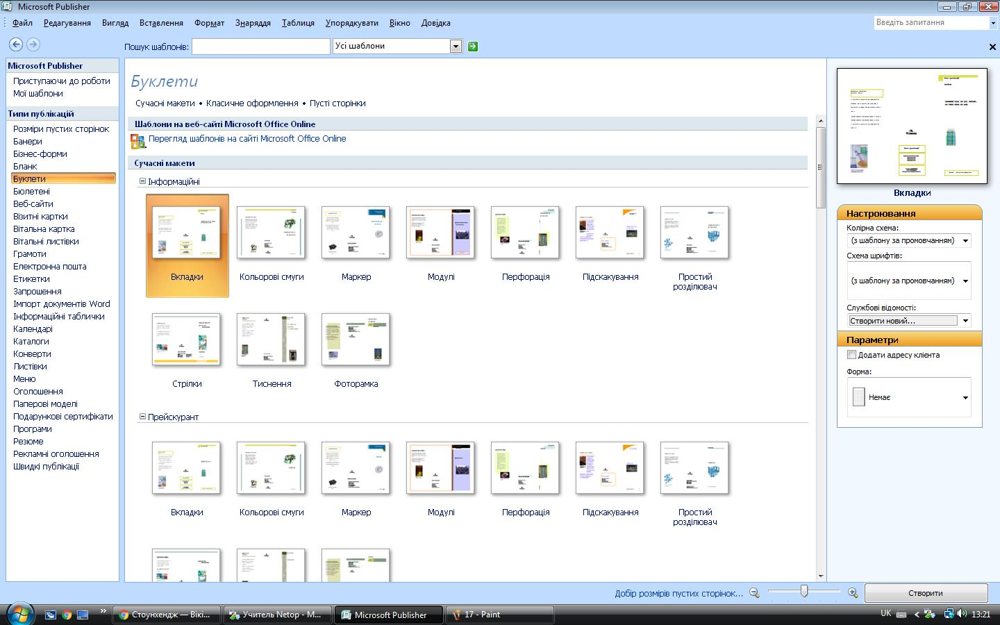 Microsoft Publisher
Файл Редагування Вигляд Вставлення Формат Знаряддя Таблиця Упорядкувати Вікно Довідка
Введіть запитання
Пошук шаблонів:
Усі шаблони
Microsoft Publisher
Приступаючи до роботи
Мої шаблони
Типи публікацій
Розміри пустих сторінок
Банери
Бізнес-форми
Бланк
Буклети
Бюлетені
Веб-сайти
Візитні картки
Вітальна картка
Вітальні листівки
Грамоти
Електронна пошта
Етикетки
Запрошення
Імпорт документів Word
Інформаційні таблички
Календарі
Каталоги
Конверти
Листівки
Меню
Оголошення
Паперові моделі
Подарункові сертифікати
Програми
Резюме
Рекламні оголошення
Швидкі публікації
Буклети
Сучасні макети • Класичне оформлення • Пусті сторінки
Шаблони на веб-сайті Microsoft Office Online
Перегляд шаблонів на сайті Microsoft Office Online
Сучасні макети
Інформаційні
Вкладки
Кольорові смуги
Маркер
Модулі
Перфорація
Підскакування
Простий
розділювач
Стрілки
Тиснення
Фоторамка
Прейскурант
Вкладки
Кольорові смуги
Маркер
Модулі
Перфорація
Підскакування
Простий
розділювач
Вкладки
Настроювання
Колірна схема:
(з шаблону за промовчанням)
Схема шрифтів:
(з шаблону за промовчанням)
Службові відомості:
Створити новий...
Параметри
Додати адресу клієнта
Форма:
Немає
Добір розмірів пустих сторінок...
Створити
Стоунхендж — Вікі...
Учитель Netop - M...
Microsoft Publisher
17 - Paint
UK
13:21